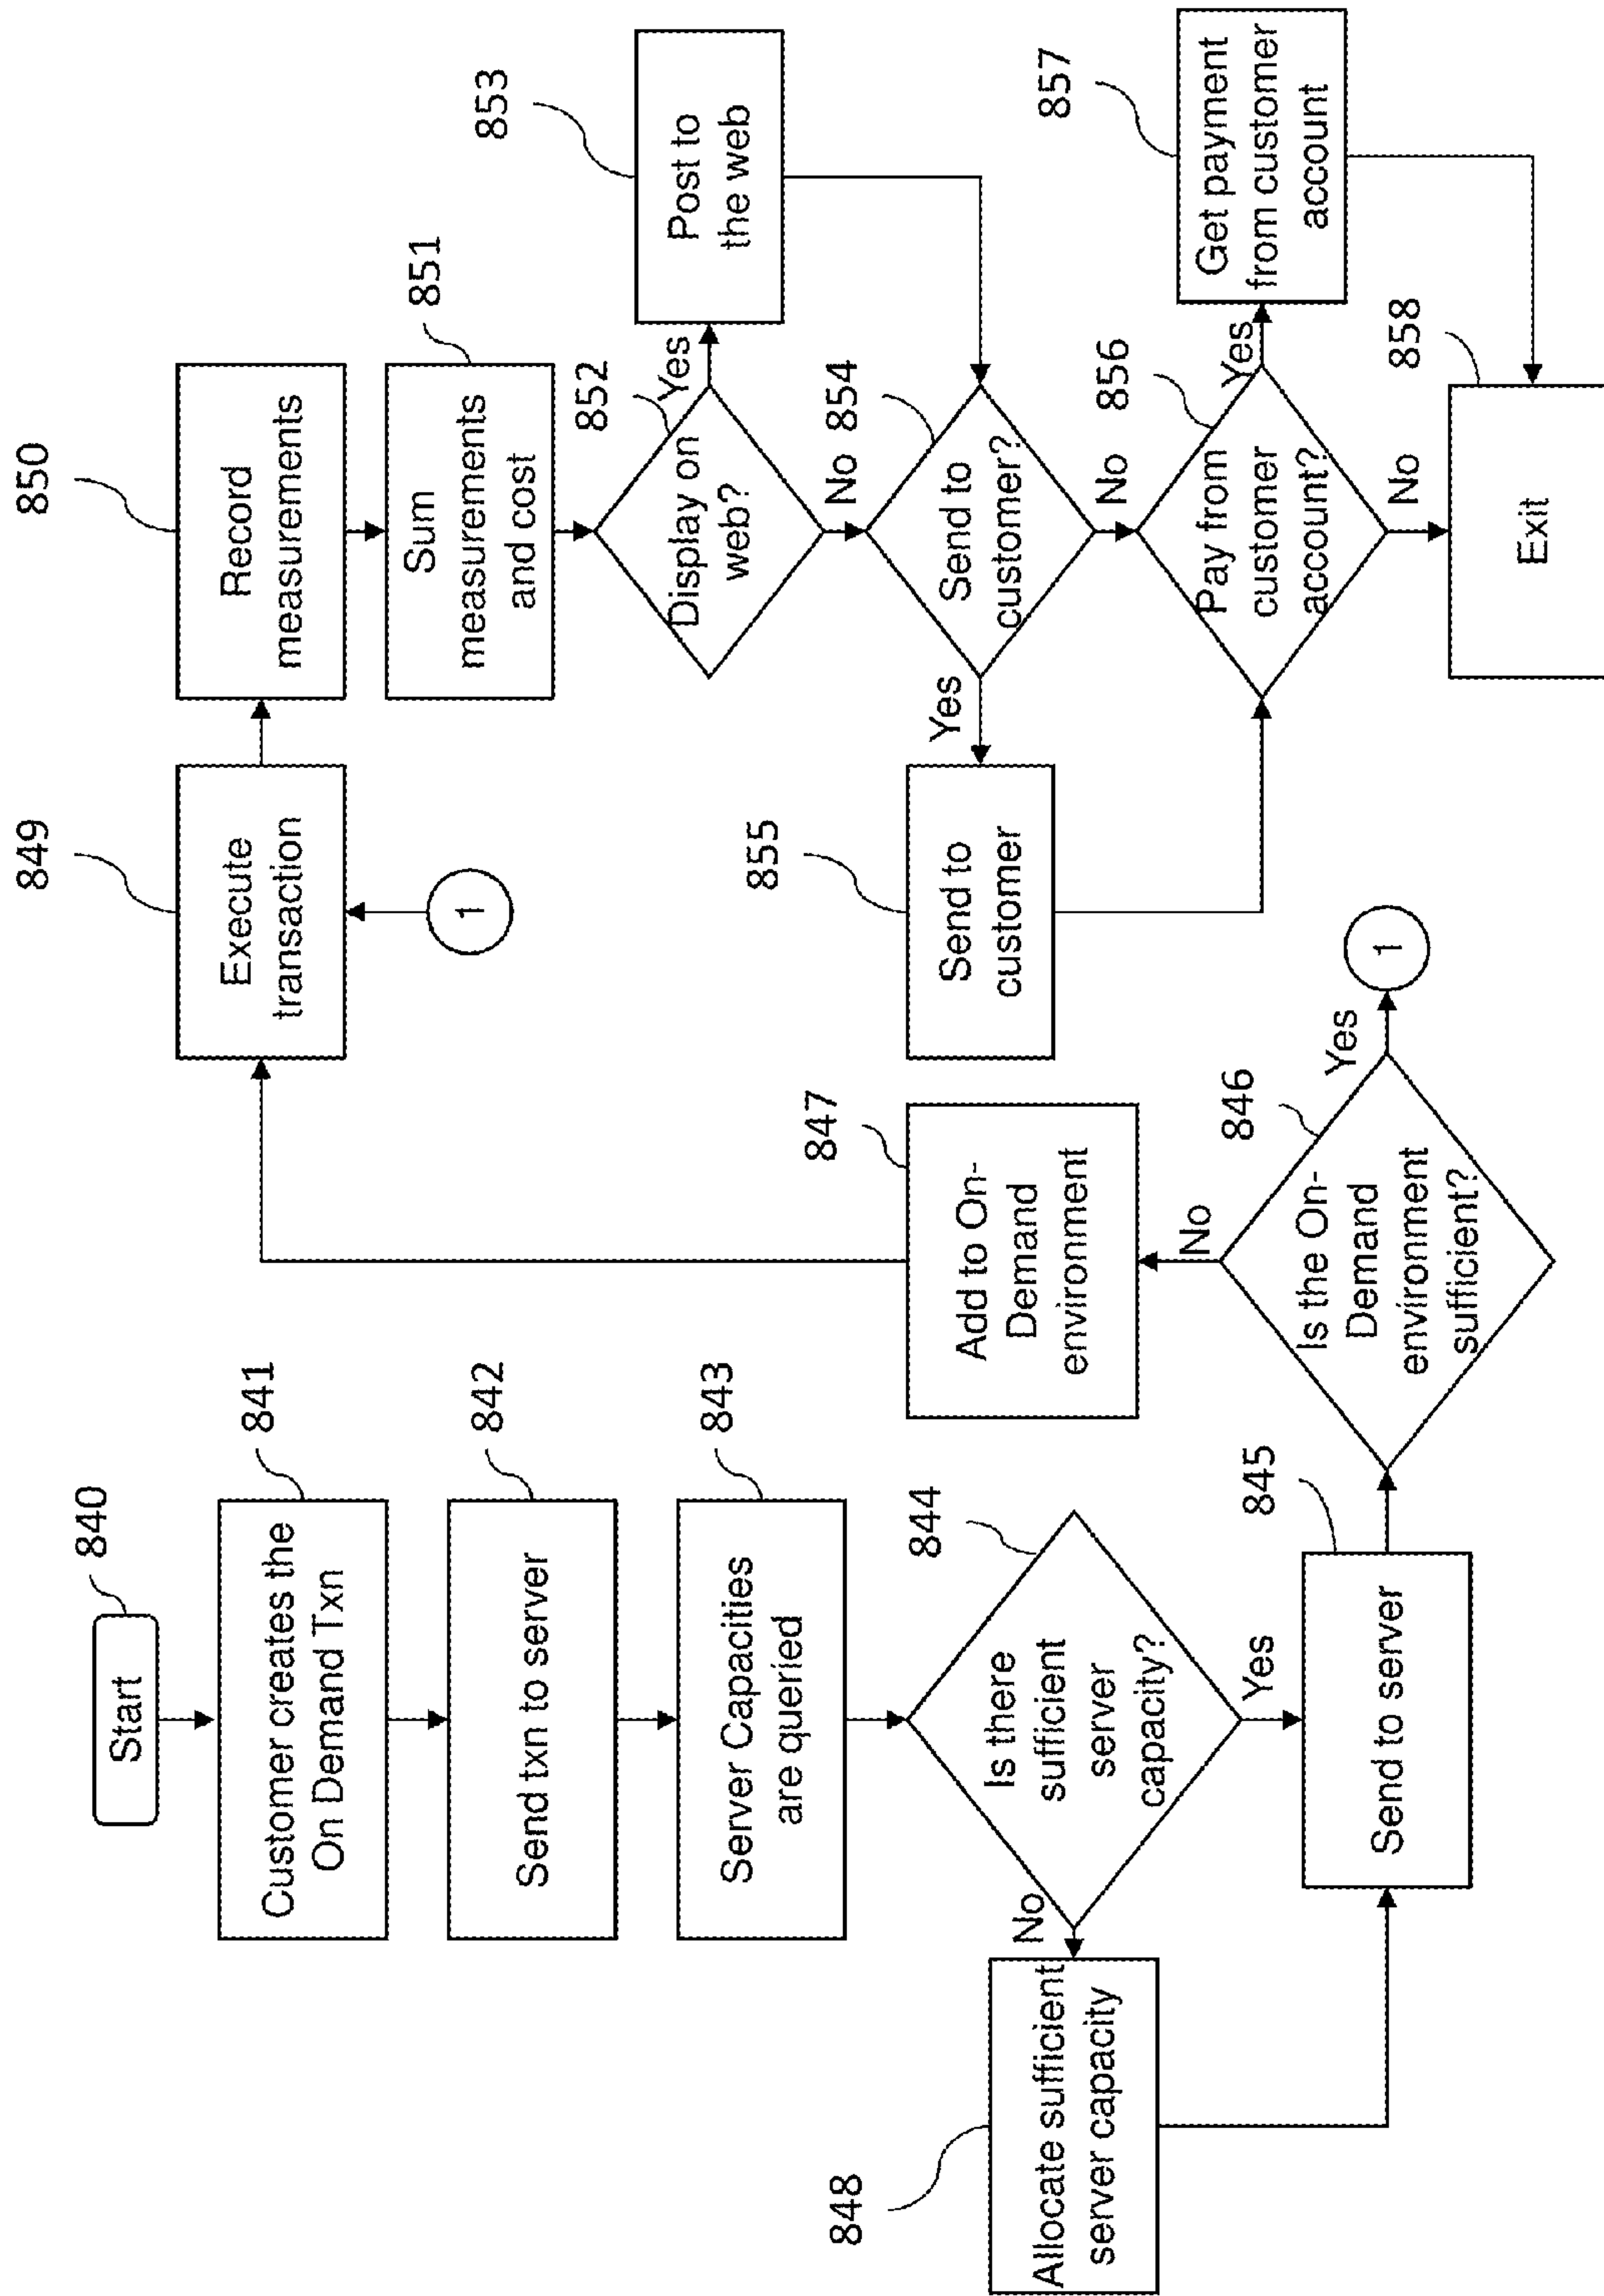 840
Start
841
Customer creates the
On Demand Txn
842
Send txn to server
843
Server Capacities
are queried
844
Is there
sufficient
server
capacity?
No
Yes
848
Allocate sufficient
server capacity
845
Send to server
846
Is the On-
Demand
environment
sufficient?
No
Yes
1
847
Add to On-
Demand
environment
849
Execute
transaction
1
850
Record
measurements
851
Sum
measurements
and cost
852
Display on
web?
Yes
No
853
Post to
the web
854
Send to
customer?
Yes
No
855
Send to
customer
856
Pay from
customer
account?
Yes
No
857
Get payment
from customer
account
858
Exit